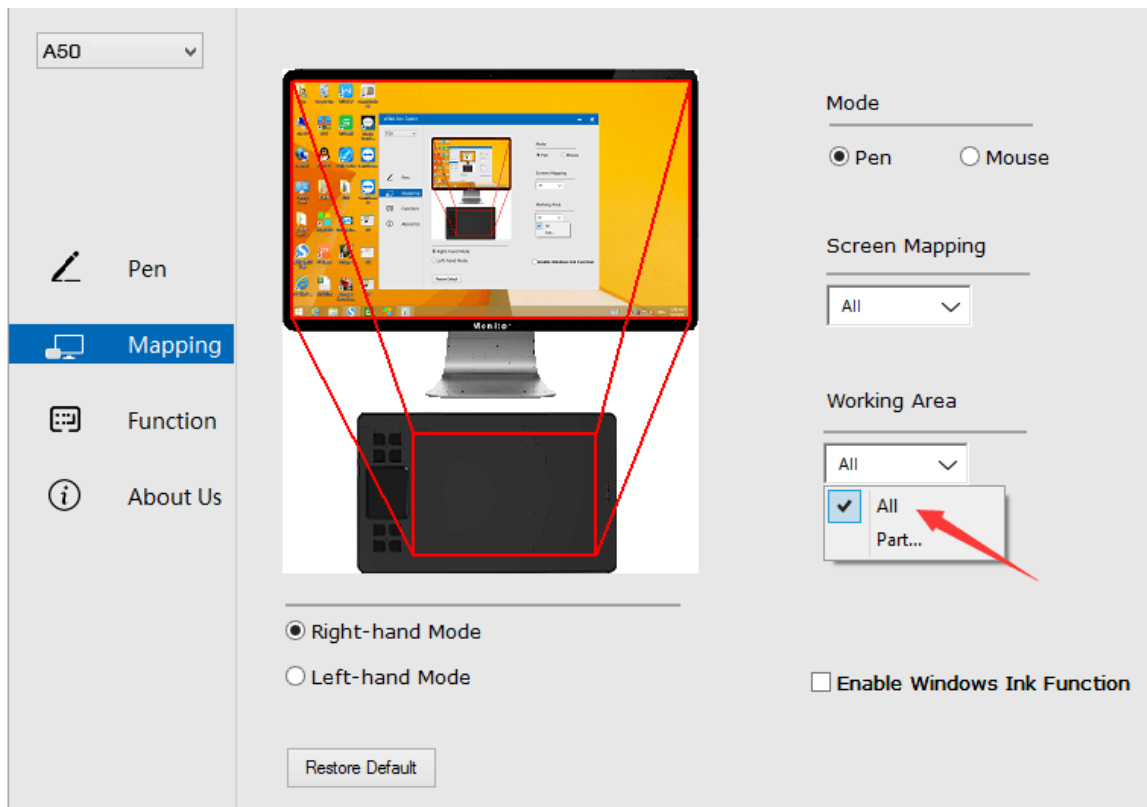 A50
Pen
Mapping
Function
About Us
Monitor
Right-hand Mode
Left-hand Mode
Restore Default
Mode
Pen
Mouse
Screen Mapping
All
Working Area
All
All
Part...
Enable Windows Ink Function